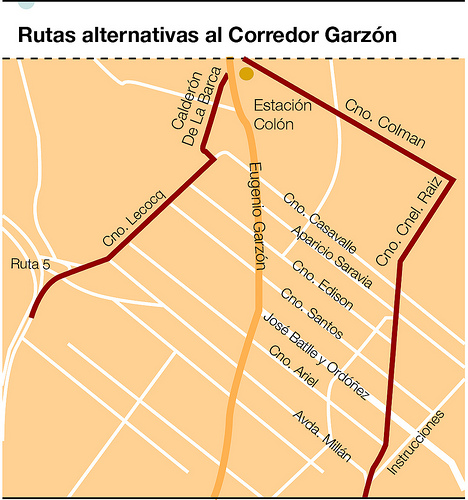 Rutas alternativas al Corredor Garzón
Calderón
De La Barca
Estación
Colón
Cno. Colman
Cno. Lecocq
Eugenio Garzón
Cno. Casavalle
Aparicio Saravia
Cno. Cnel. Raiz
Ruta 5
Cno. Edison
Cno. Santos
José Batlle y Ordóñez
Cno. Ariel
Avda. Millán
Instrucciones